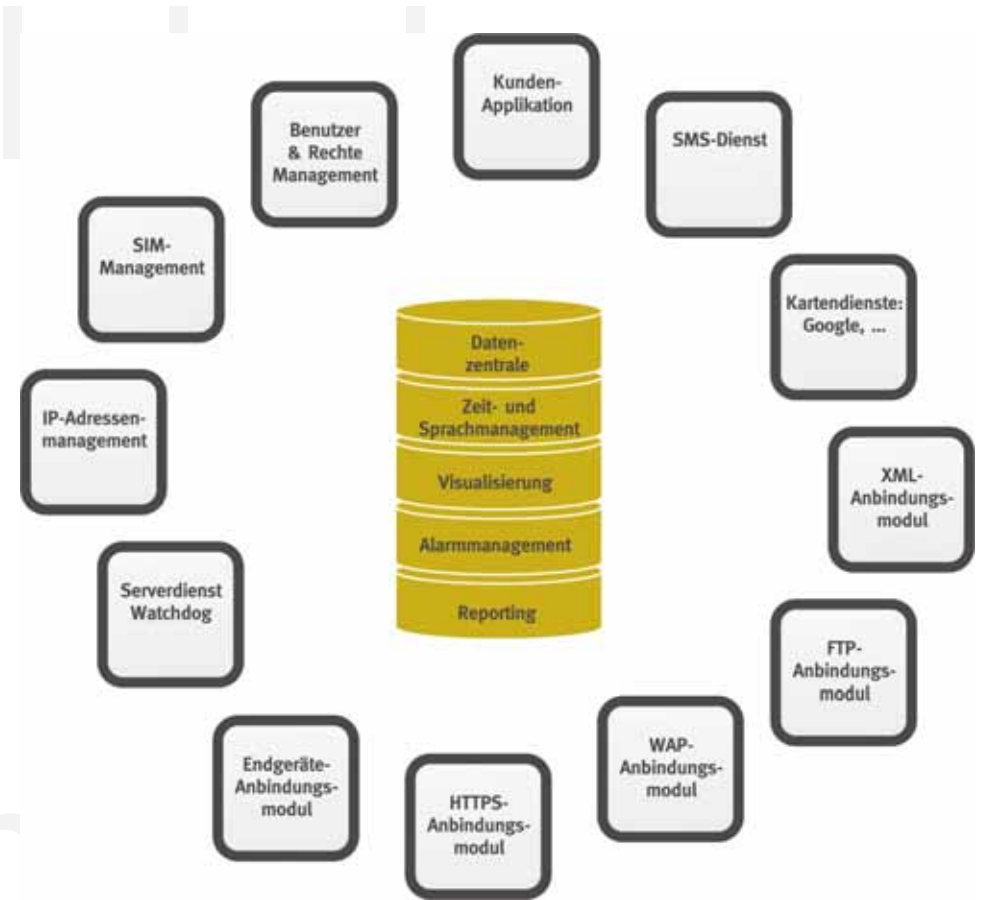 Kunden-
Applikation
Benutzer
& Rechte
Management
SMS-Dienst
SIM-
Management
Kartendienste:
Google, ...
Daten-
zentrale
Zeit- und
Sprachmanagement
Visualisierung
Alarmmanagement
Reporting
IP-Adressen-
management
XML-
Anbindungs-
modul
Serverdienst
Watchdog
FTP-
Anbindungs-
modul
Endgeräte-
Anbindungs-
modul
HTTPS-
Anbindungs-
modul
WAP-
Anbindungs-
modul